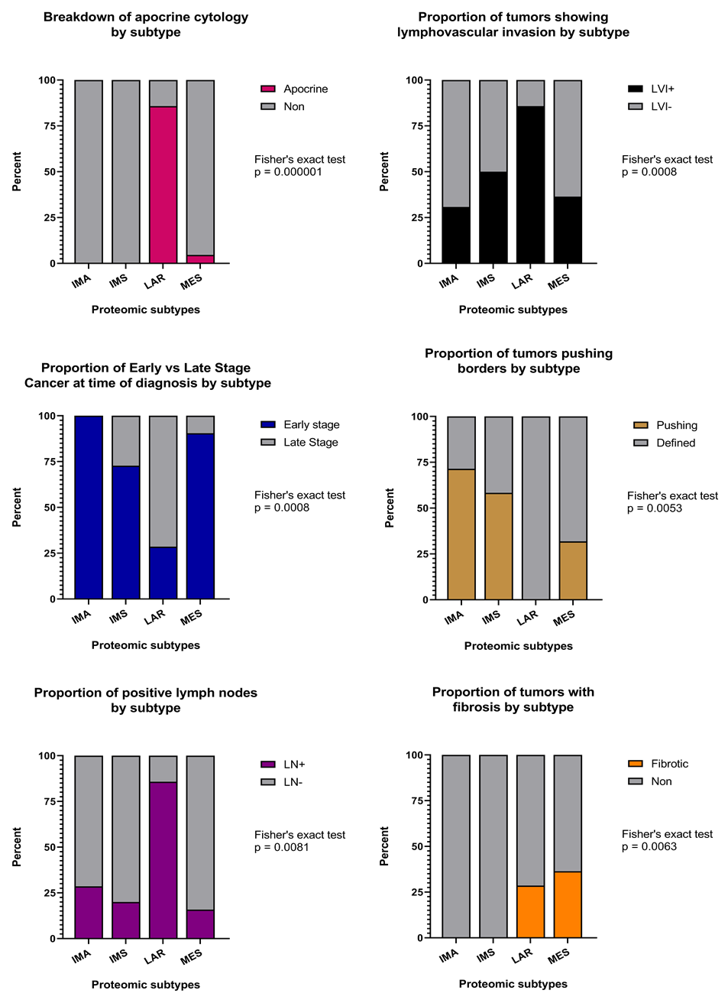 Breakdown of apocrine cytology
by subtype
100
75
50
25
0
Percent
IMA
IMS
LAR
MES
Proteomic subtypes
Apocrine
Non
Fisher's exact test
p = 0.000001
Proportion of tumors showing
lymphovascular invasion by subtype
100
75
50
25
0
Percent
IMA
IMS
LAR
MES
Proteomic subtypes
LVI+
LVI-
Fisher's exact test
p = 0.0008
Proportion of Early vs Late Stage
Cancer at time of diagnosis by subtype
100
75
50
25
0
Percent
IMA
IMS
LAR
MES
Proteomic subtypes
Early stage
Late Stage
Fisher's exact test
p = 0.0008
Proportion of tumors pushing
borders by subtype
100
75
50
25
0
Percent
IMA
IMS
LAR
MES
Proteomic subtypes
Pushing
Defined
Fisher's exact test
p = 0.0053
Proportion of positive lymph nodes
by subtype
100
75
50
25
0
Percent
IMA
IMS
LAR
MES
Proteomic subtypes
LN+
LN-
Fisher's exact test
p = 0.0081
Proportion of tumors with
fibrosis by subtype
100
75
50
25
0
Percent
IMA
IMS
LAR
MES
Proteomic subtypes
Fibrotic
Non
Fisher's exact test
p = 0.0063